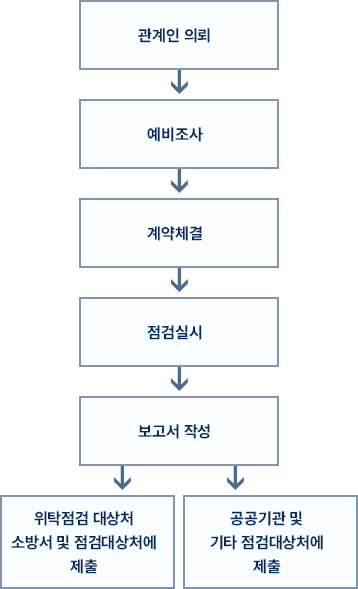 관계인 의뢰
예비조사
계약체결
점검실시
보고서 작성
위탁점검 대상처
소방서 및 점검대상처에
제출
공공기관 및
기타 점검대상처에
제출